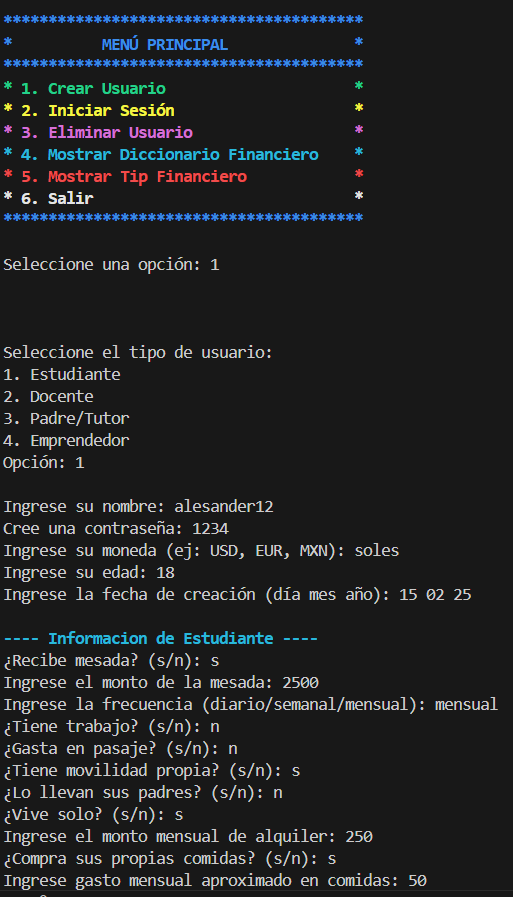 ****************************************
*          MENÚ PRINCIPAL              *
****************************************
* 1. Crear Usuario                     *
* 2. Iniciar Sesión                    *
* 3. Eliminar Usuario                  *
* 4. Mostrar Diccionario Financiero    *
* 5. Mostrar Tip Financiero            *
* 6. Salir                             *
****************************************
Seleccione una opción: 1
Seleccione el tipo de usuario:
1. Estudiante
2. Docente
3. Padre/Tutor
4. Emprendedor
Opción: 1
Ingrese su nombre: alesander12
Cree una contraseña: 1234
Ingrese su moneda (ej: USD, EUR, MXN): soles
Ingrese su edad: 18
Ingrese la fecha de creación (día mes año): 15 02 25
---- Informacion de Estudiante ----
¿Recibe mesada? (s/n): s
Ingrese el monto de la mesada: 2500
Ingrese la frecuencia (diario/semanal/mensual): mensual
¿Tiene trabajo? (s/n): n
¿Gasta en pasaje? (s/n): n
¿Tiene movilidad propia? (s/n): s
¿Lo llevan sus padres? (s/n): n
¿Vive solo? (s/n): s
Ingrese el monto mensual de alquiler: 250
¿Compra sus propias comidas? (s/n): s
Ingrese gasto mensual aproximado en comidas: 50